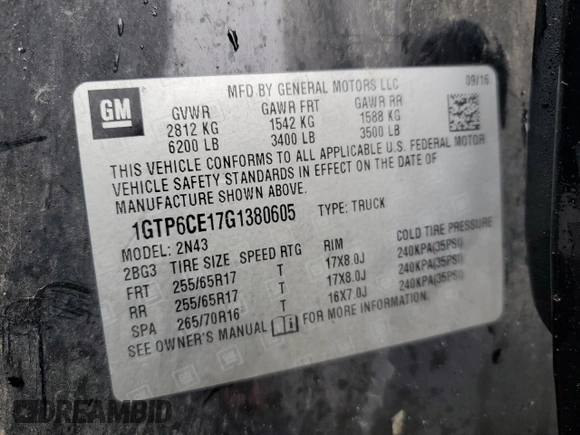 MFD BY GENERAL MOTORS LLC 09/16
GM
GVWR GAWR FRT GAWR RR
2812 KG 1542 KG 1588 KG
6200 LB 3400 LB 3500 LB
THIS VEHICLE CONFORMS TO ALL APPLICABLE U.S. FEDERAL MOTOR
VEHICLE SAFETY STANDARDS IN EFFECT ON THE DATE OF
MANUFACTURE SHOWN ABOVE.
1GTP6CE17G1380605 TYPE: TRUCK
MODEL: 2N43
2BG3 TIRE SIZE SPEED RTG RIM COLD TIRE PRESSURE
FRT 255/65R17 T 17X8.0J 240KPA(35PSI)
RR 255/65R17 T 17X8.0J 240KPA(35PSI)
SPA 265/70R16 T 16X7.0J 240KPA(35PSI)
SEE OWNER'S MANUAL FOR MORE INFORMATION.
DREAMBID